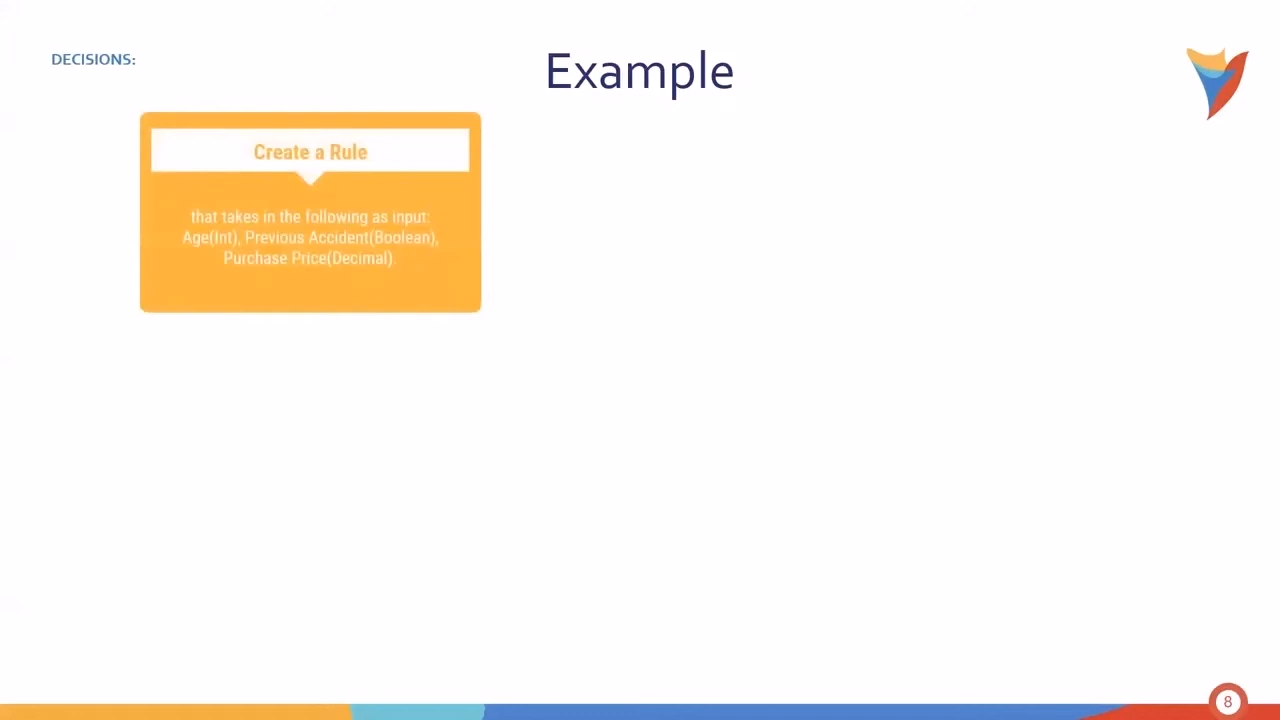 DECISIONS:
Example
Create a Rule
that takes in the following as input:
Age(Int), Previous Accident(Boolean),
Purchase Price(Decimal).
8